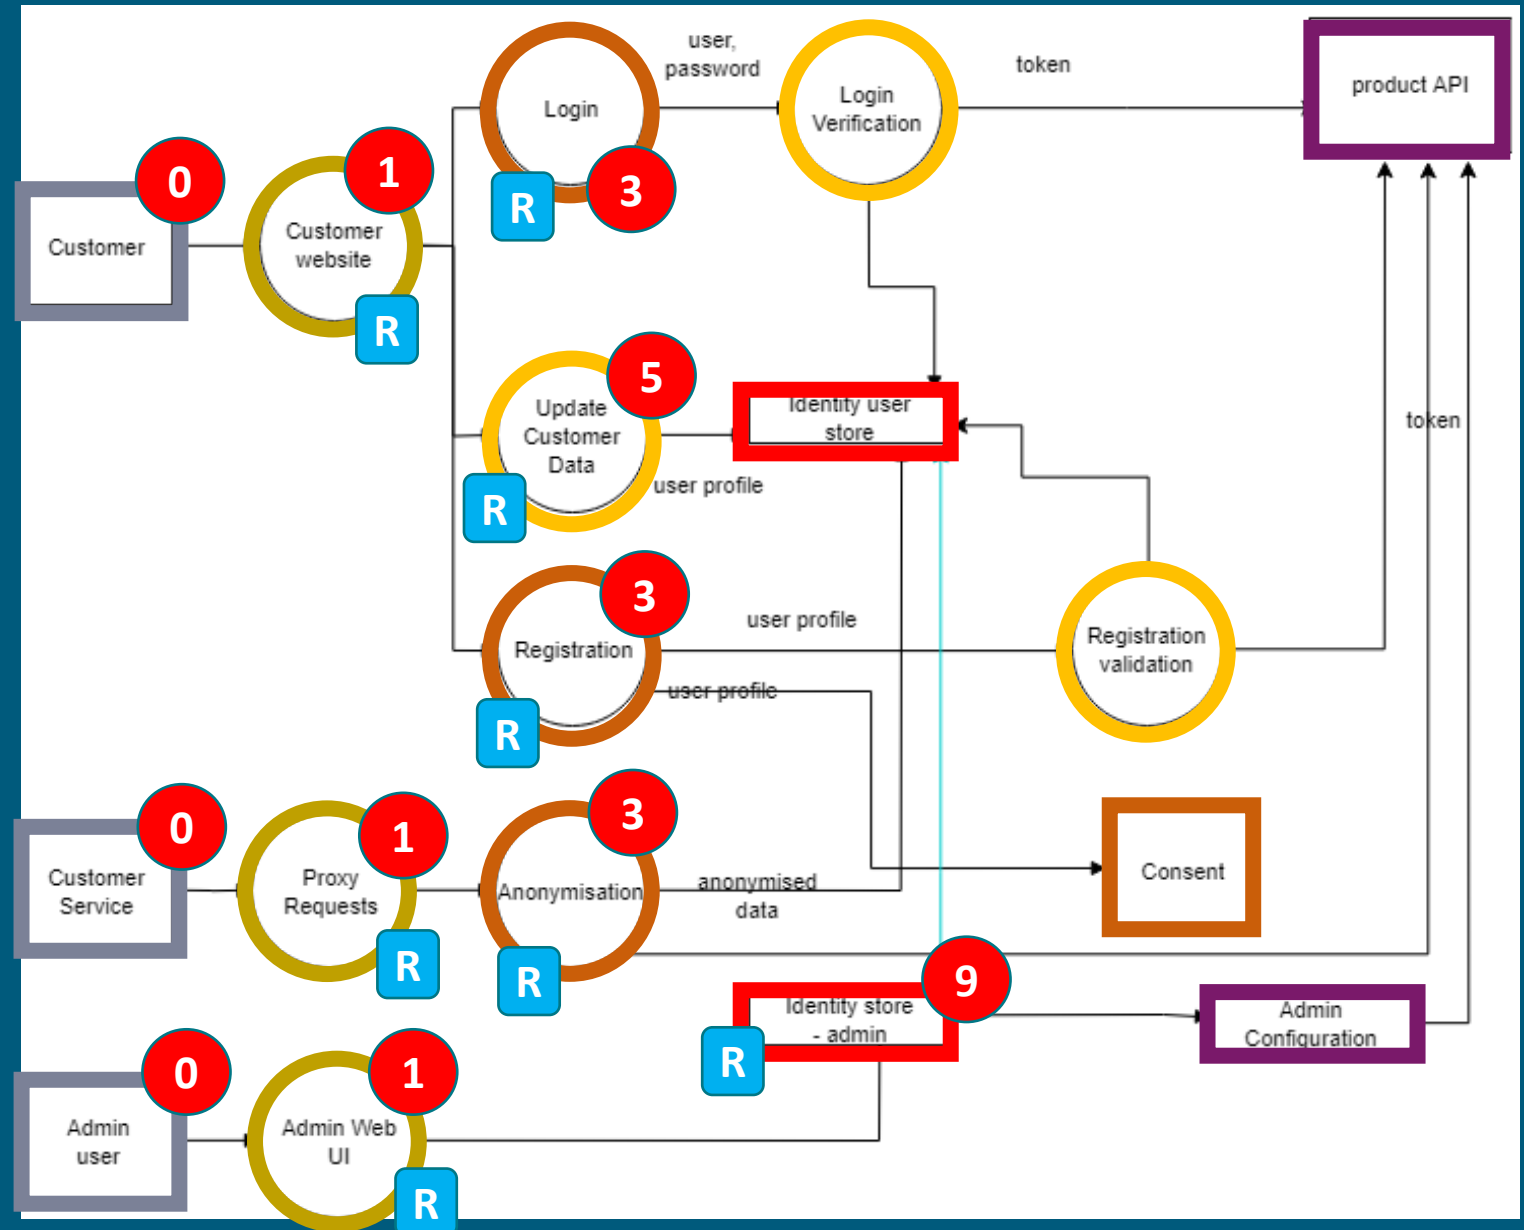 user,
password
token
product API
Login
Login
Verification
0
1
R
3
Customer
Customer
website
R
5
Update
Customer
Data
Identity user
store
token
R
user profile
3
Registration
user profile
Registration
validation
user profile
R
0
1
3
Customer
Service
Proxy
Requests
Anonymisation
anonymised
data
Consent
R
R
9
Identity store
- admin
Admin
Configuration
R
0
1
Admin
user
Admin Web
UI
R